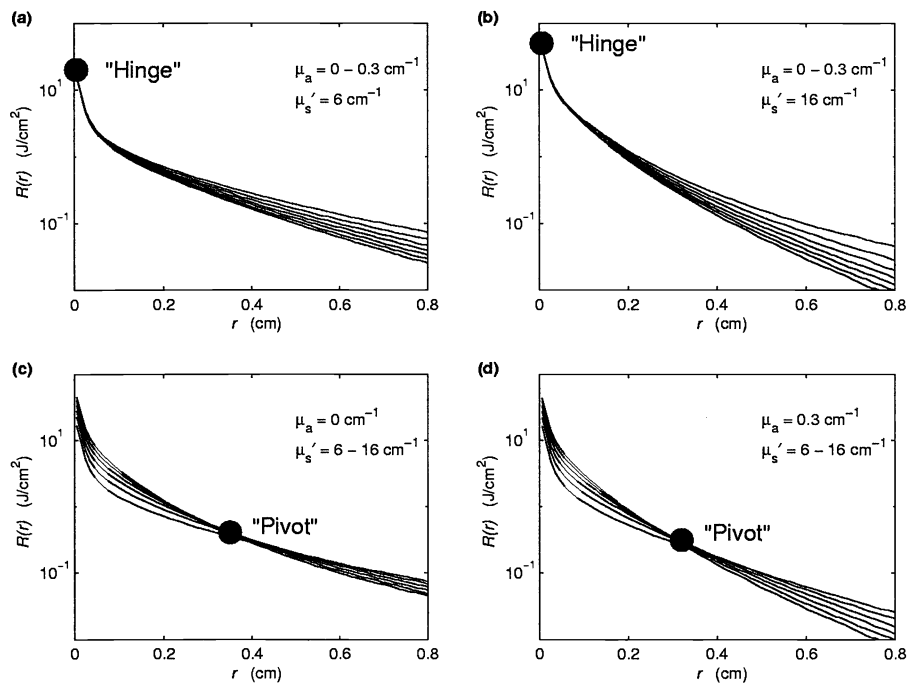 (a)
"Hinge"
μa = 0 – 0.3 cm⁻¹
μs′ = 6 cm⁻¹
10¹
10⁻¹
R(r) (J/cm²)
0 0.2 0.4 0.6 0.8
r (cm)
(b)
"Hinge"
μa = 0 – 0.3 cm⁻¹
μs′ = 16 cm⁻¹
10¹
10⁻¹
R(r) (J/cm²)
0 0.2 0.4 0.6 0.8
r (cm)
(c)
μa = 0 cm⁻¹
μs′ = 6 – 16 cm⁻¹
10¹
"Pivot"
10⁻¹
R(r) (J/cm²)
0 0.2 0.4 0.6 0.8
r (cm)
(d)
μa = 0.3 cm⁻¹
μs′ = 6 – 16 cm⁻¹
10¹
"Pivot"
10⁻¹
R(r) (J/cm²)
0 0.2 0.4 0.6 0.8
r (cm)